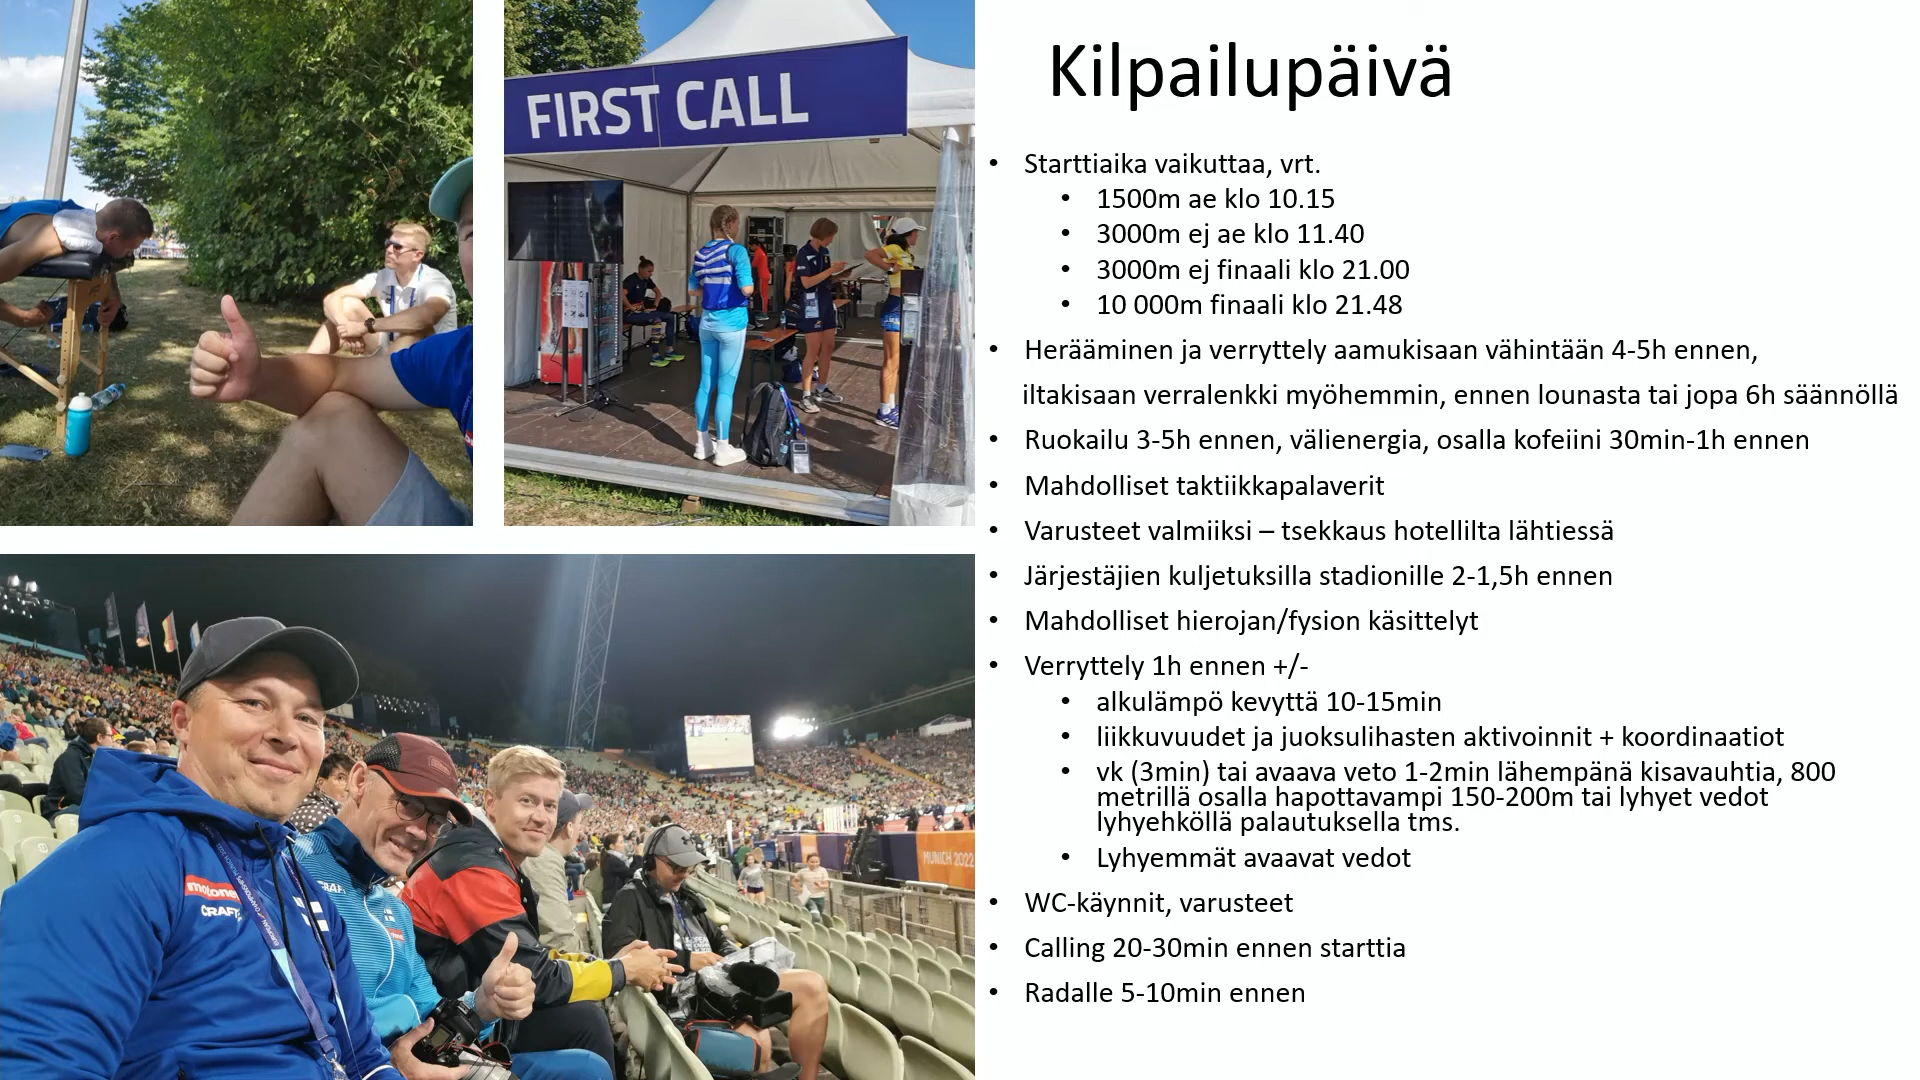 FIRST CALL
Kilpailupäivä
• Starttiaika vaikuttaa, vrt.
• 1500m ae klo 10.15
• 3000m ej ae klo 11.40
• 3000m ej finaali klo 21.00
• 10 000m finaali klo 21.48
• Herääminen ja verryttely aamukisaan vähintään 4-5h ennen,
iltakisaan verralenkki myöhemmin, ennen lounasta tai jopa 6h säännöllä
• Ruokailu 3-5h ennen, välienergia, osalla kofeiini 30min-1h ennen
• Mahdolliset taktiikkapalaverit
• Varusteet valmiiksi – tsekkaus hotellilta lähtiessä
• Järjestäjien kuljetuksilla stadionille 2-1,5h ennen
• Mahdolliset hierojan/fysion käsittelyt
• Verryttely 1h ennen +/-
• alkulämpö kevyttä 10-15min
• liikkuvuudet ja juoksulihasten aktivoinnit + koordinaatiot
• vk (3min) tai avaava veto 1-2min lähempänä kisavauhtia, 800
metrillä osalla hapottavampi 150-200m tai lyhyet vedot
lyhyehköllä palautuksella tms.
• Lyhyemmät avaavat vedot
• WC-käynnit, varusteet
• Calling 20-30min ennen starttia
• Radalle 5-10min ennen
MUNICH 2022
CRAFT